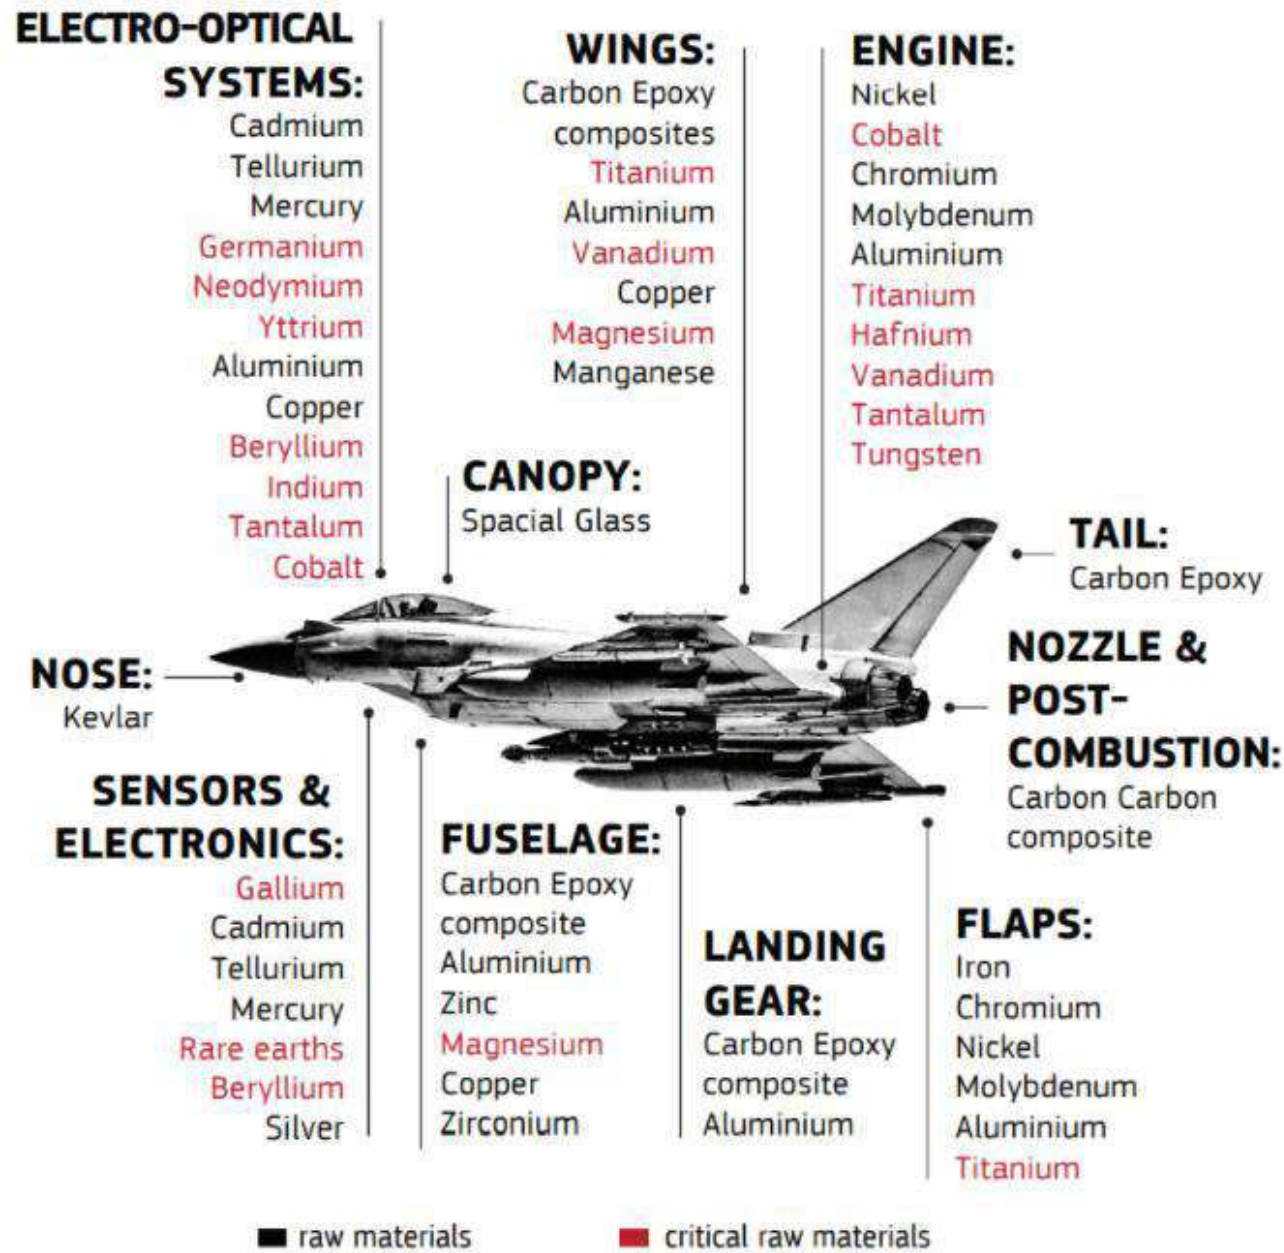 ELECTRO-OPTICAL
SYSTEMS:
Cadmium
Tellurium
Mercury
Germanium
Neodymium
Yttrium
Aluminium
Copper
Beryllium
Indium
Tantalum
Cobalt
WINGS:
Carbon Epoxy
composites
Titanium
Aluminium
Vanadium
Copper
Magnesium
Manganese
ENGINE:
Nickel
Cobalt
Chromium
Molybdenum
Aluminium
Titanium
Hafnium
Vanadium
Tantalum
Tungsten
CANOPY:
Spacial Glass
TAIL:
Carbon Epoxy
NOSE:
Kevlar
NOZZLE &
POST-
COMBUSTION:
Carbon Carbon
composite
SENSORS &
ELECTRONICS:
Gallium
Cadmium
Tellurium
Mercury
Rare earths
Beryllium
Silver
FUSELAGE:
Carbon Epoxy
composite
Aluminium
Zinc
Magnesium
Copper
Zirconium
LANDING
GEAR:
Carbon Epoxy
composite
Aluminium
FLAPS:
Iron
Chromium
Nickel
Molybdenum
Aluminium
Titanium
raw materials
critical raw materials